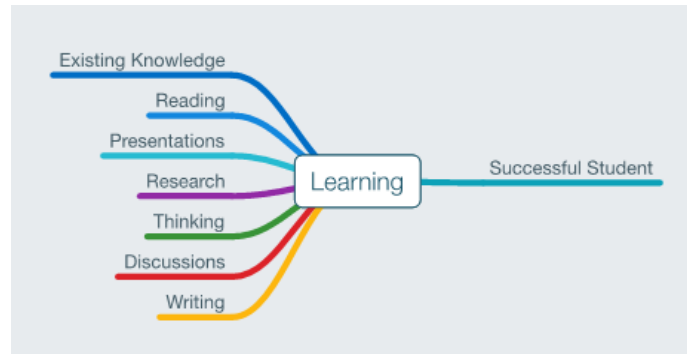 Existing Knowledge
Reading
Presentations
Research
Thinking
Discussions
Writing
Learning
Successful Student